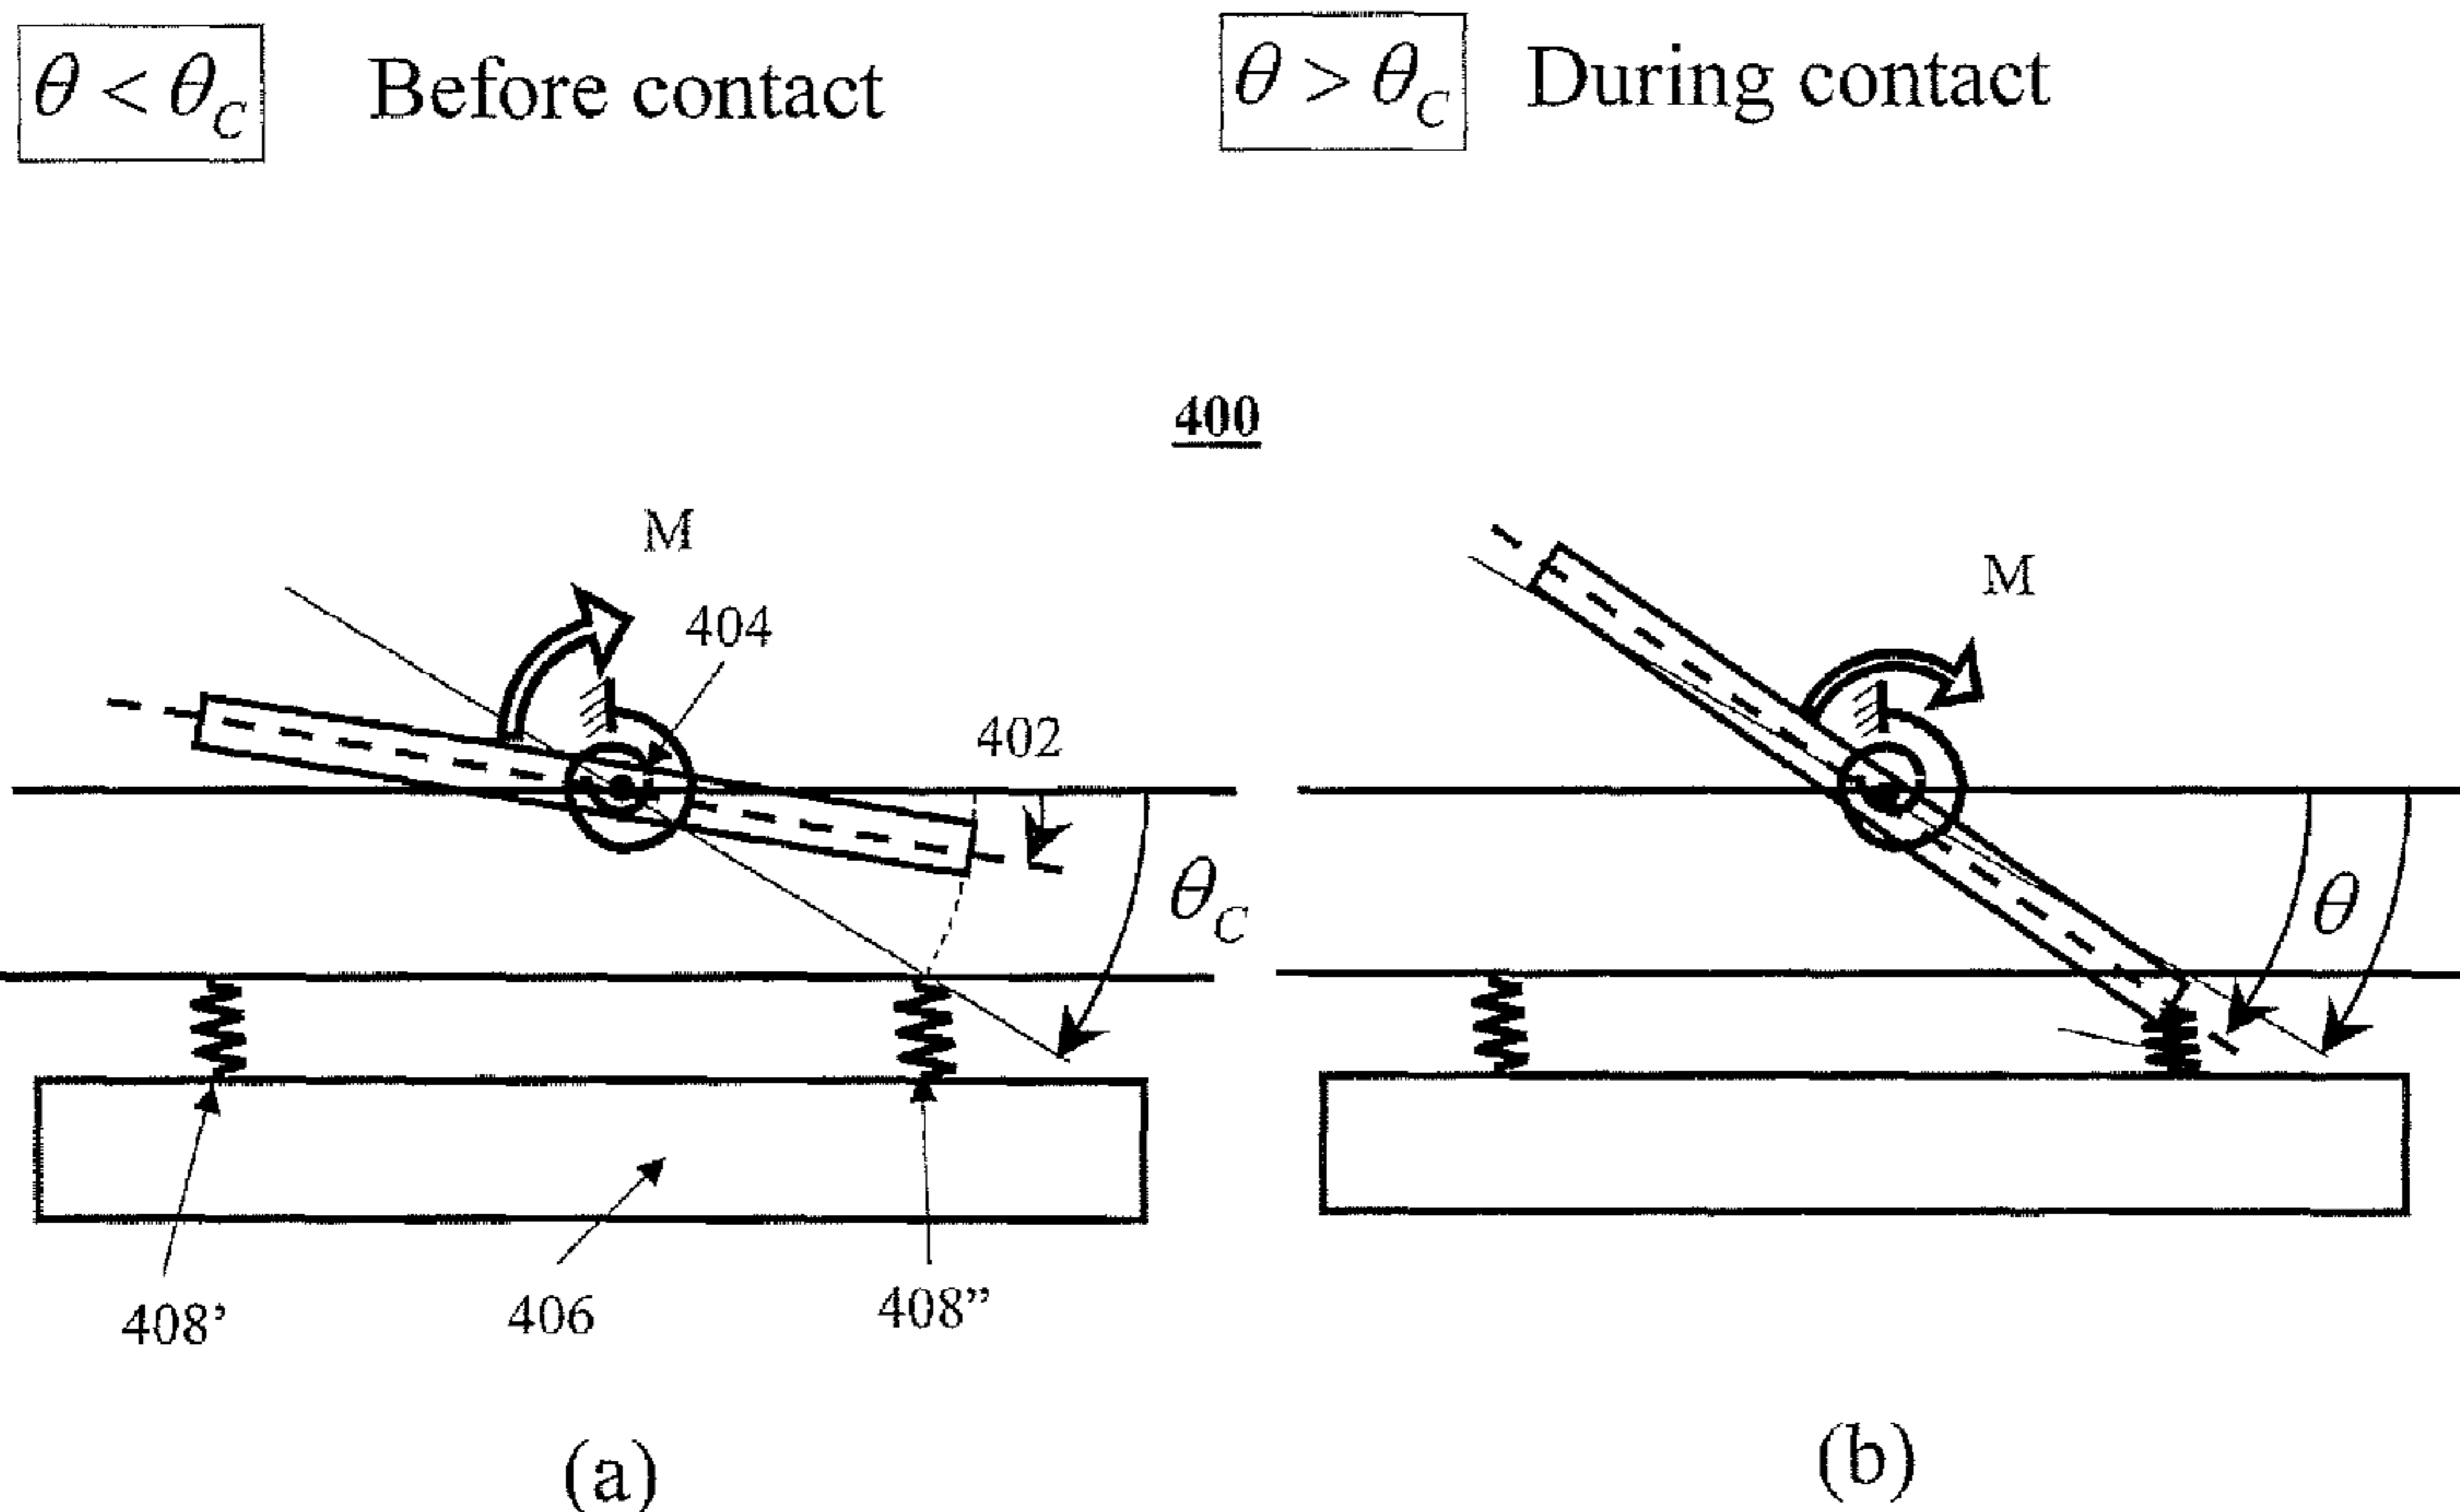 θ < θC Before contact
θ > θC During contact
400
M
M
404
402
θC
θ
408’
406
408”
(a)
(b)